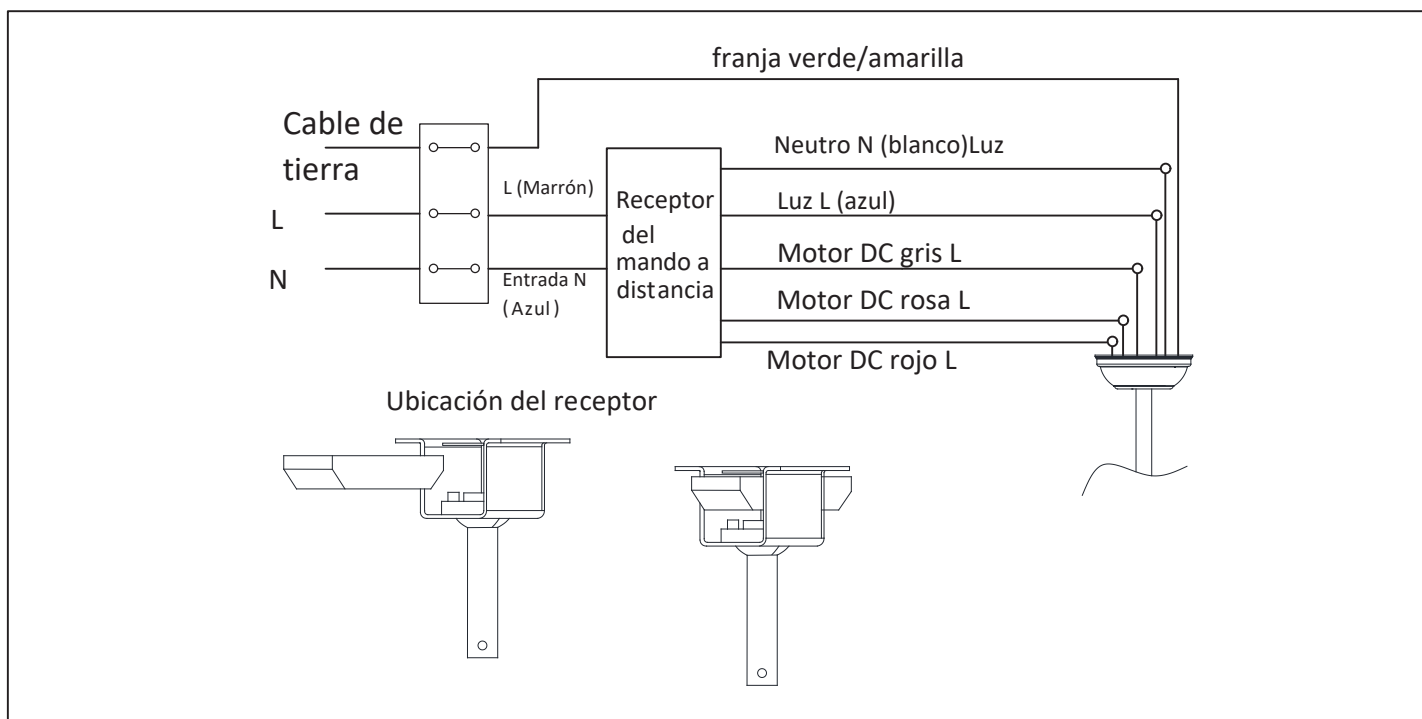 franja verde/amarilla
Cable de
tierra
Neutro N (blanco)Luz
L (Marrón)
Receptor
del
mando a
distancia
Luz L (azul)
L
Motor DC gris L
N
Entrada N
(Azul)
Motor DC rosa L
Motor DC rojo L
Ubicación del receptor